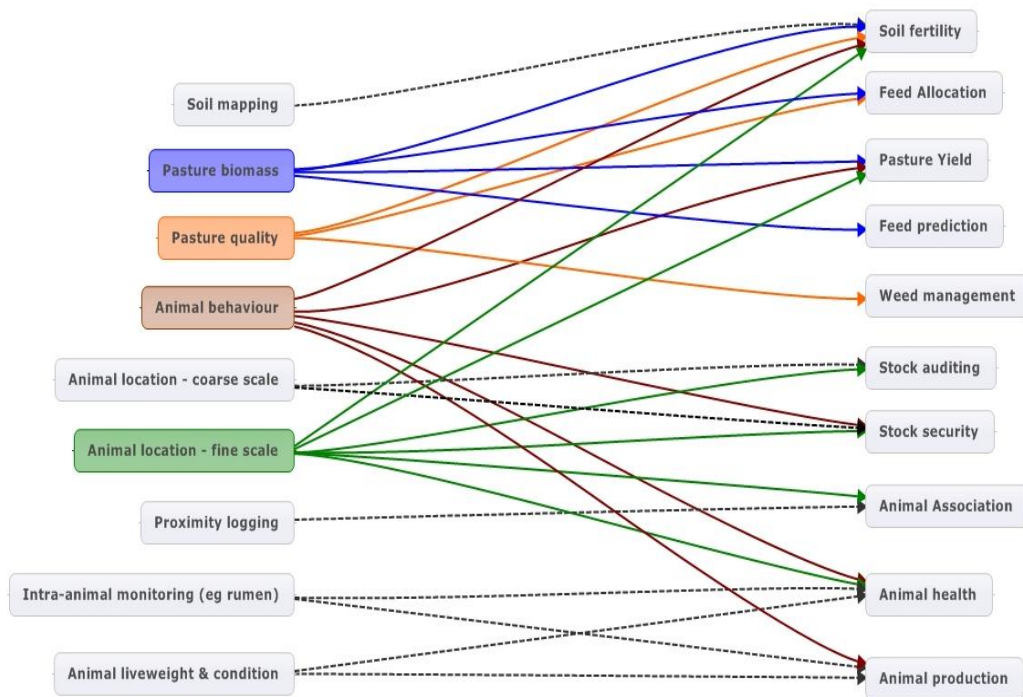 Soil mapping
Pasture biomass
Pasture quality
Animal behaviour
Animal location - coarse scale
Animal location - fine scale
Proximity logging
Intra-animal monitoring (eg rumen)
Animal liveweight & condition
Soil fertility
Feed Allocation
Pasture Yield
Feed prediction
Weed management
Stock auditing
Stock security
Animal Association
Animal health
Animal production